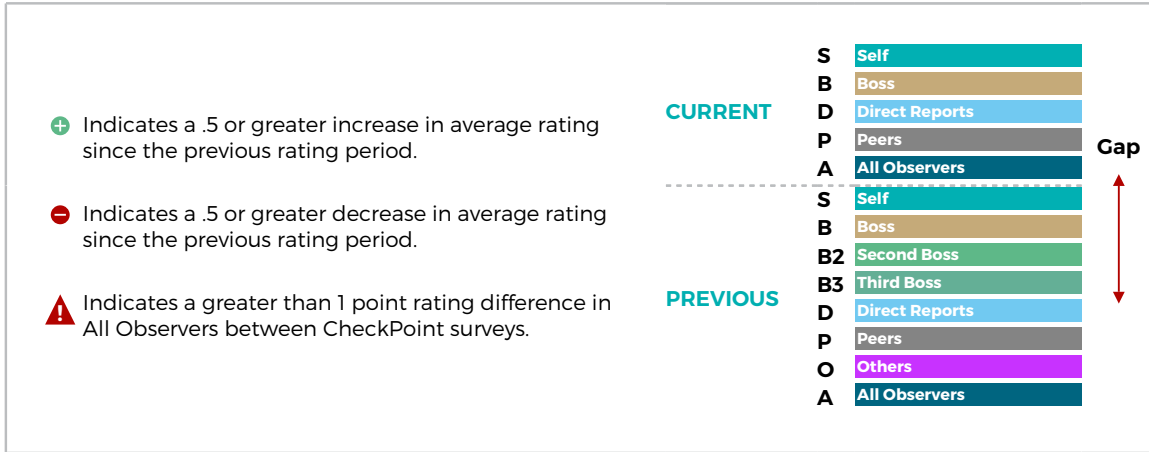 Indicates a .5 or greater increase in average rating
since the previous rating period.
Indicates a .5 or greater decrease in average rating
since the previous rating period.
Indicates a greater than 1 point rating difference in
All Observers between CheckPoint surveys.
CURRENT
S Self
B Boss
D Direct Reports
P Peers
A All Observers
PREVIOUS
S Self
B Boss
B2 Second Boss
B3 Third Boss
D Direct Reports
P Peers
O Others
A All Observers
Gap